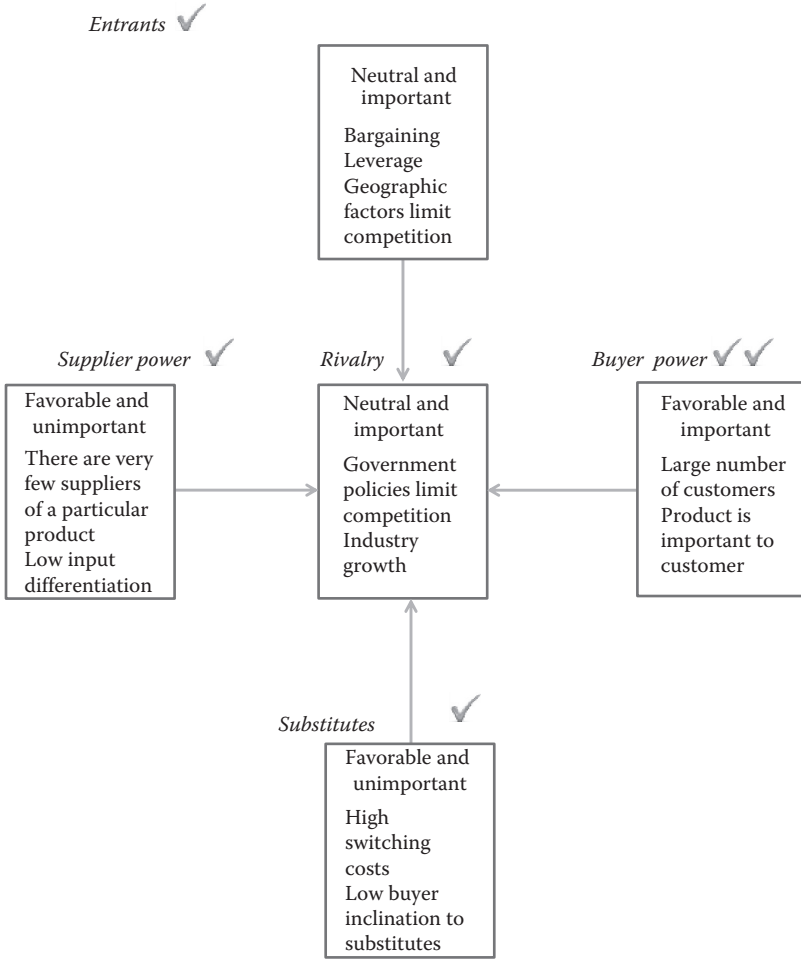 Entrants
Neutral and
important
Bargaining
Leverage
Geographic
factors limit
competition
Supplier power
Favorable and
unimportant
There are very
few suppliers
of a particular
product
Low input
differentiation
Rivalry
Neutral and
important
Government
policies limit
competition
Industry
growth
Buyer power
Favorable and
important
Large number
of customers
Product is
important to
customer
Substitutes
Favorable and
unimportant
High
switching
costs
Low buyer
inclination to
substitutes